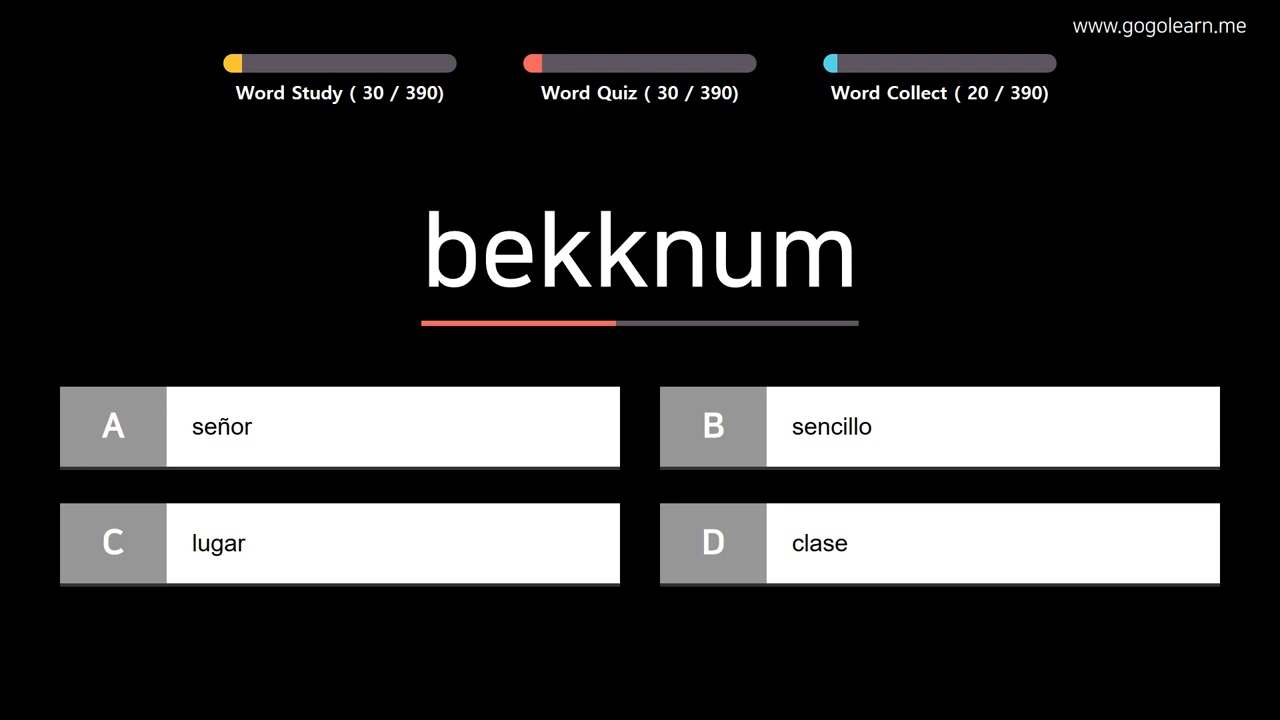 www.gogolearn.me
Word Study ( 30 / 390)
Word Quiz ( 30 / 390)
Word Collect ( 20 / 390)
bekknum
A señor
B sencillo
C lugar
D clase